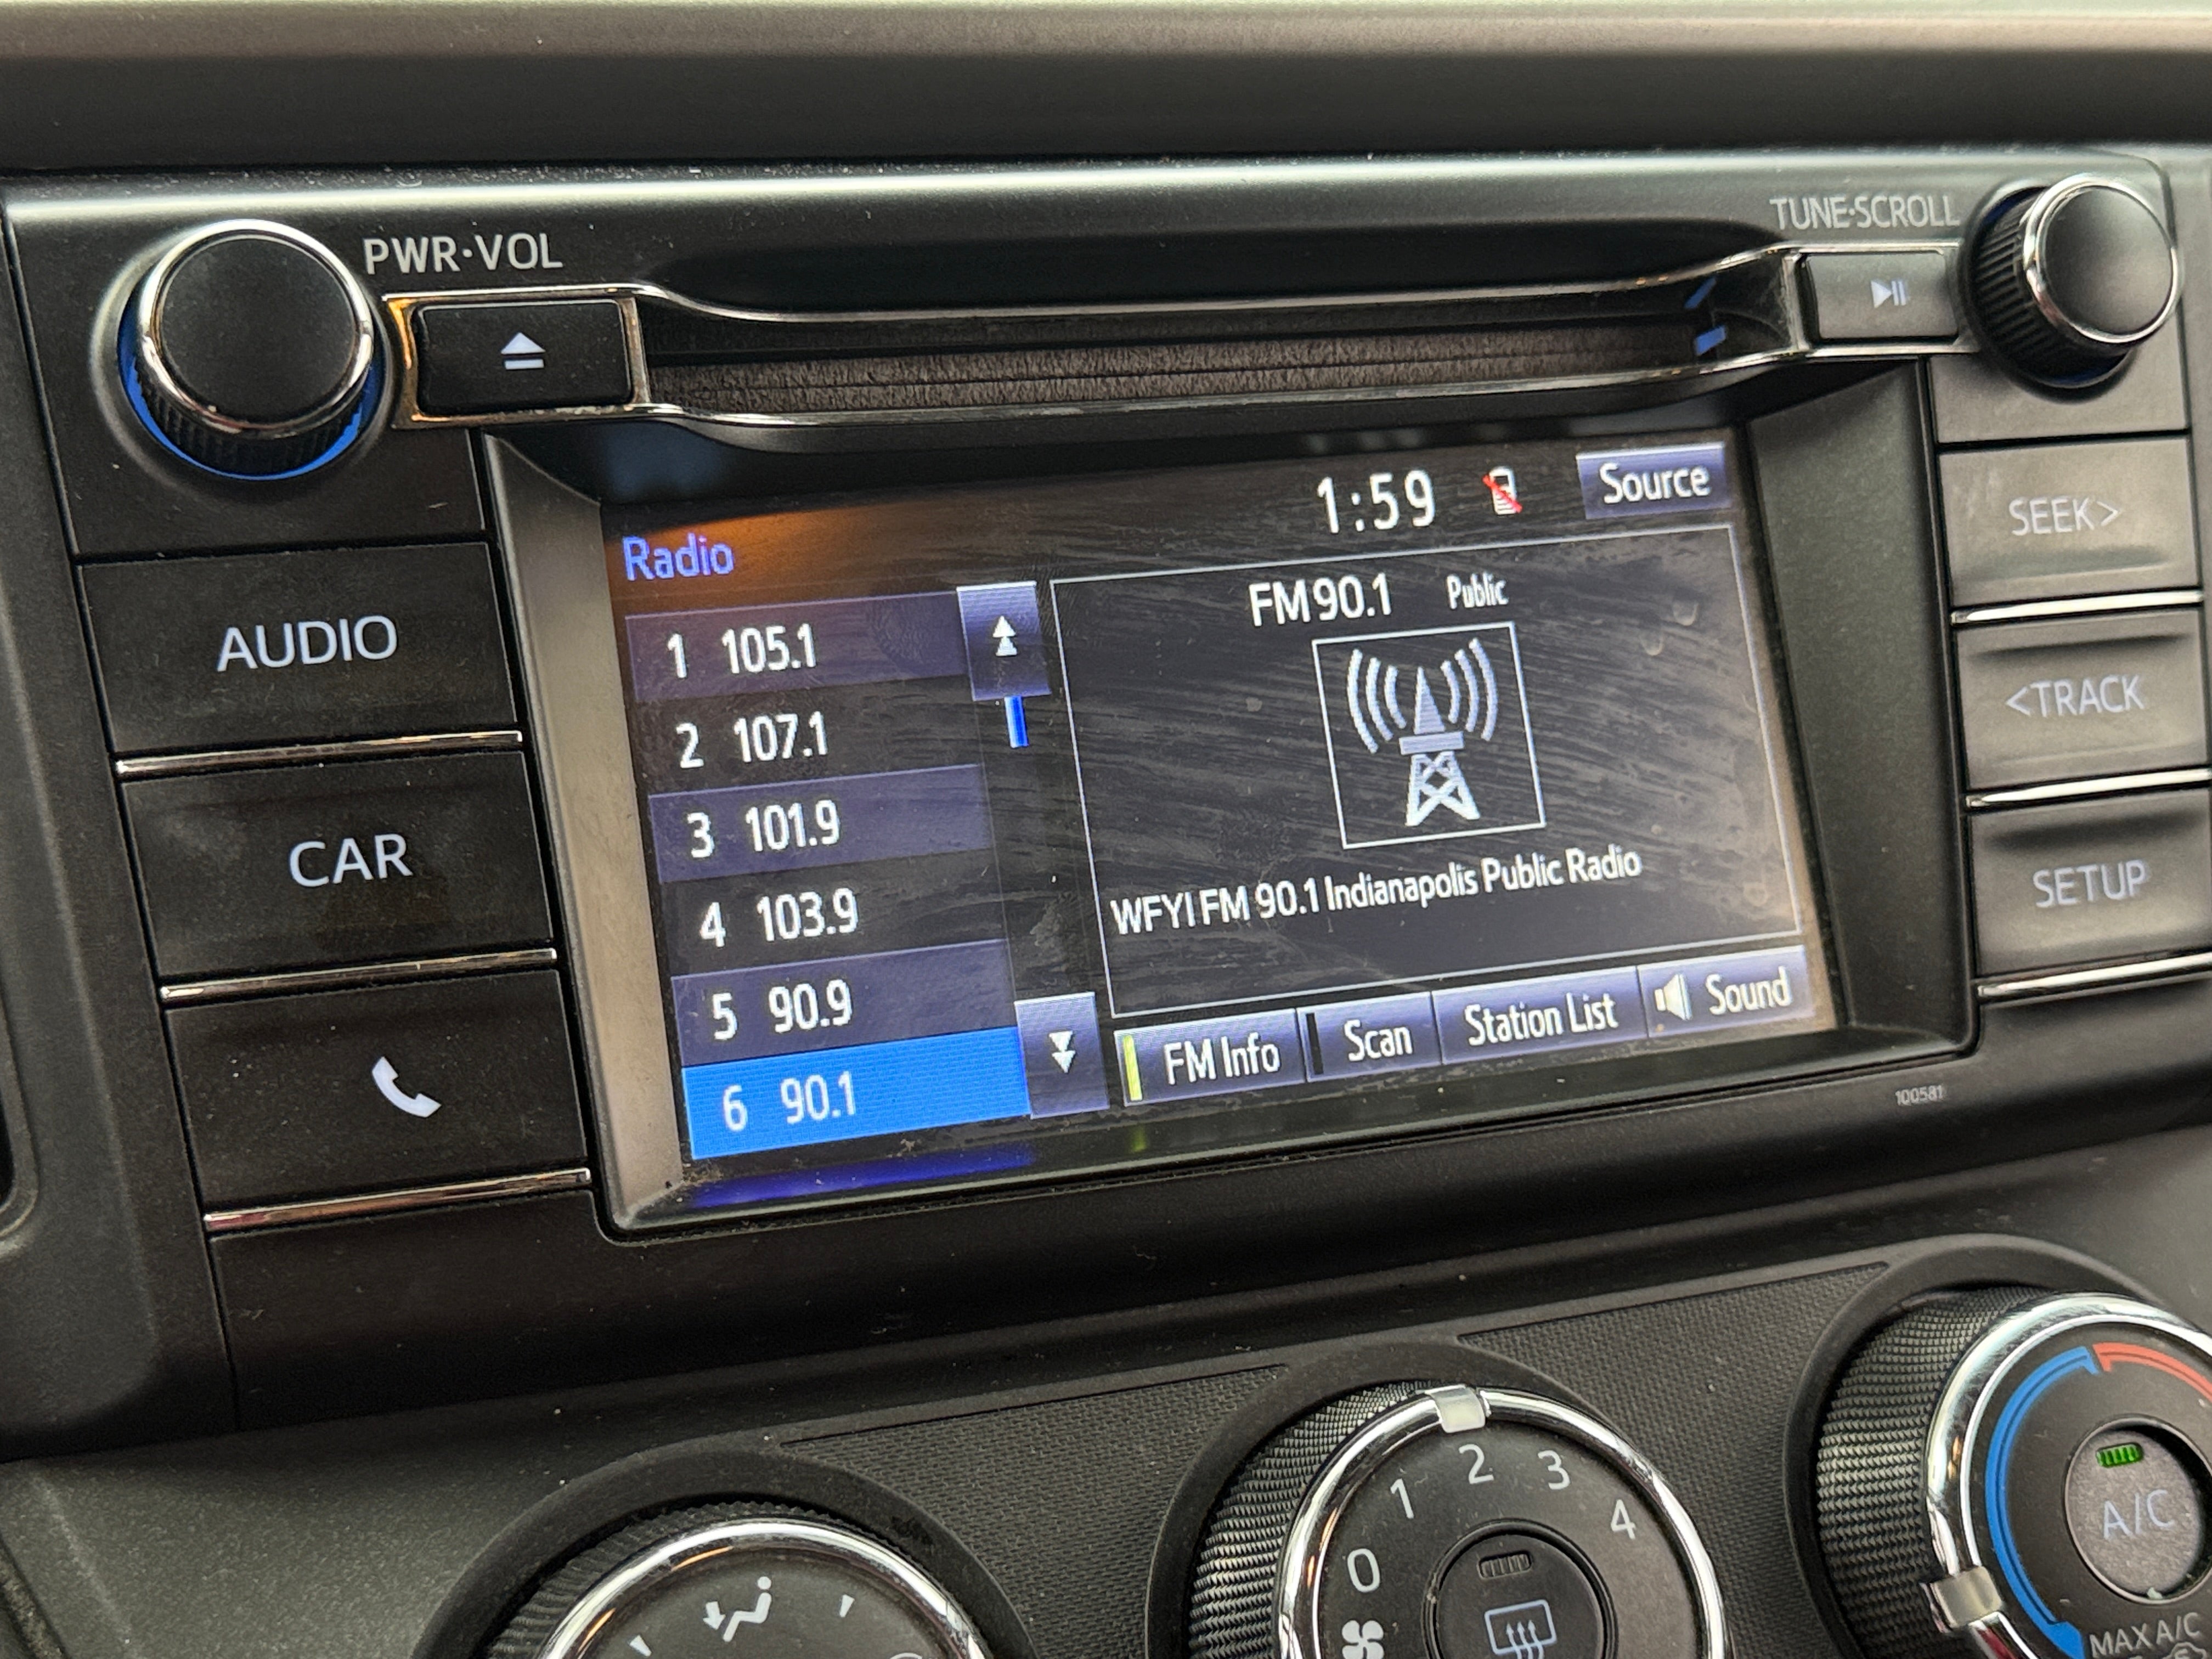 PWR·VOL
TUNE·SCROLL
AUDIO
CAR
SEEK>
<TRACK
SETUP
1:59
Source
Radio
1 105.1
2 107.1
3 101.9
4 103.9
5 90.9
6 90.1
FM 90.1 Public
WFYI FM 90.1 Indianapolis Public Radio
FM Info
Scan
Station List
Sound
100581
0 1 2 3 4
A/C
MAX A/C